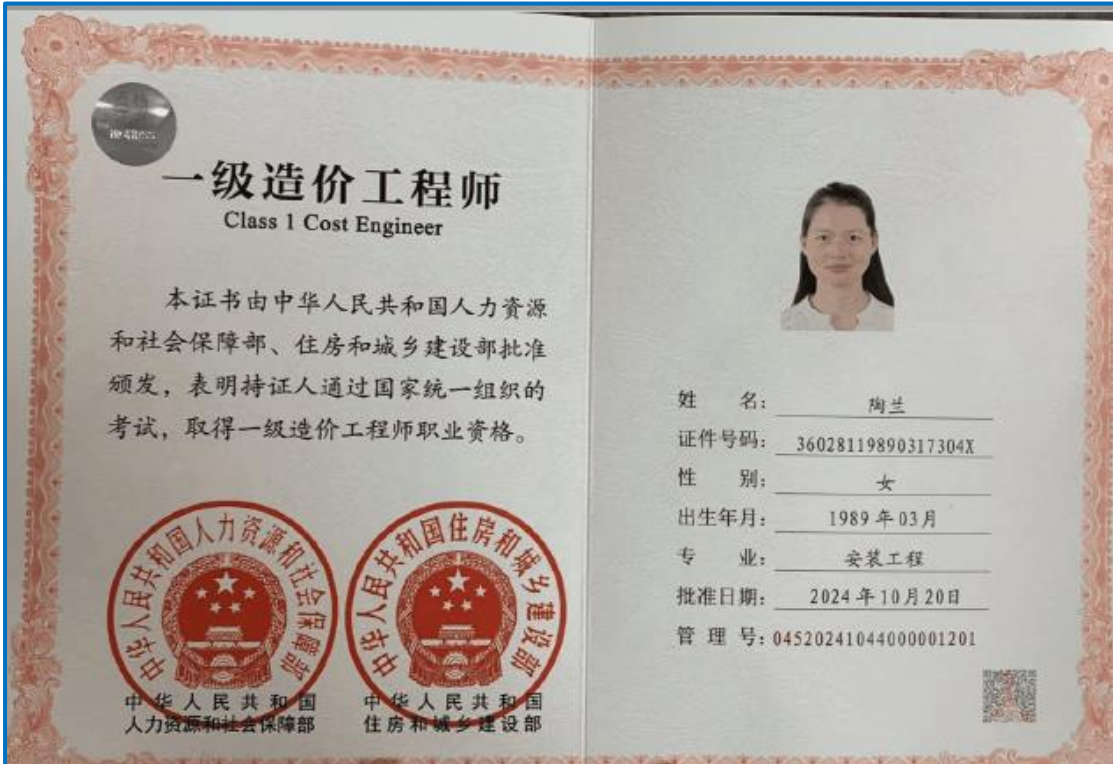 一级造价工程师
Class 1 Cost Engineer
本证书由中华人民共和国人力资源
和社会保障部、住房和城乡建设部批准
颁发，表明持证人通过国家统一组织的
考试，取得一级造价工程师职业资格。
中华人民共和国人力资源和社会保障部
中华人民共和国住房和城乡建设部
中华人民共和国
人力资源和社会保障部
中华人民共和国
住房和城乡建设部
姓 名： 陶兰
证件号码： 36028119890317304X
性 别： 女
出生年月： 1989年03月
专 业： 安装工程
批准日期： 2024年10月20日
管 理 号：04520241044000001201